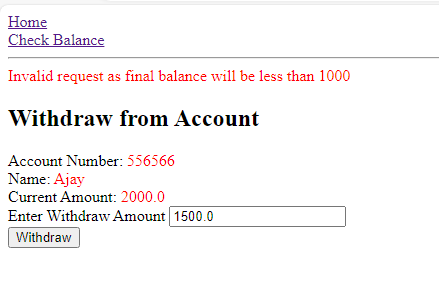 Home
Check Balance
Invalid request as final balance will be less than 1000
Withdraw from Account
Account Number: 556566
Name: Ajay
Current Amount: 2000.0
Enter Withdraw Amount 1500.0
Withdraw